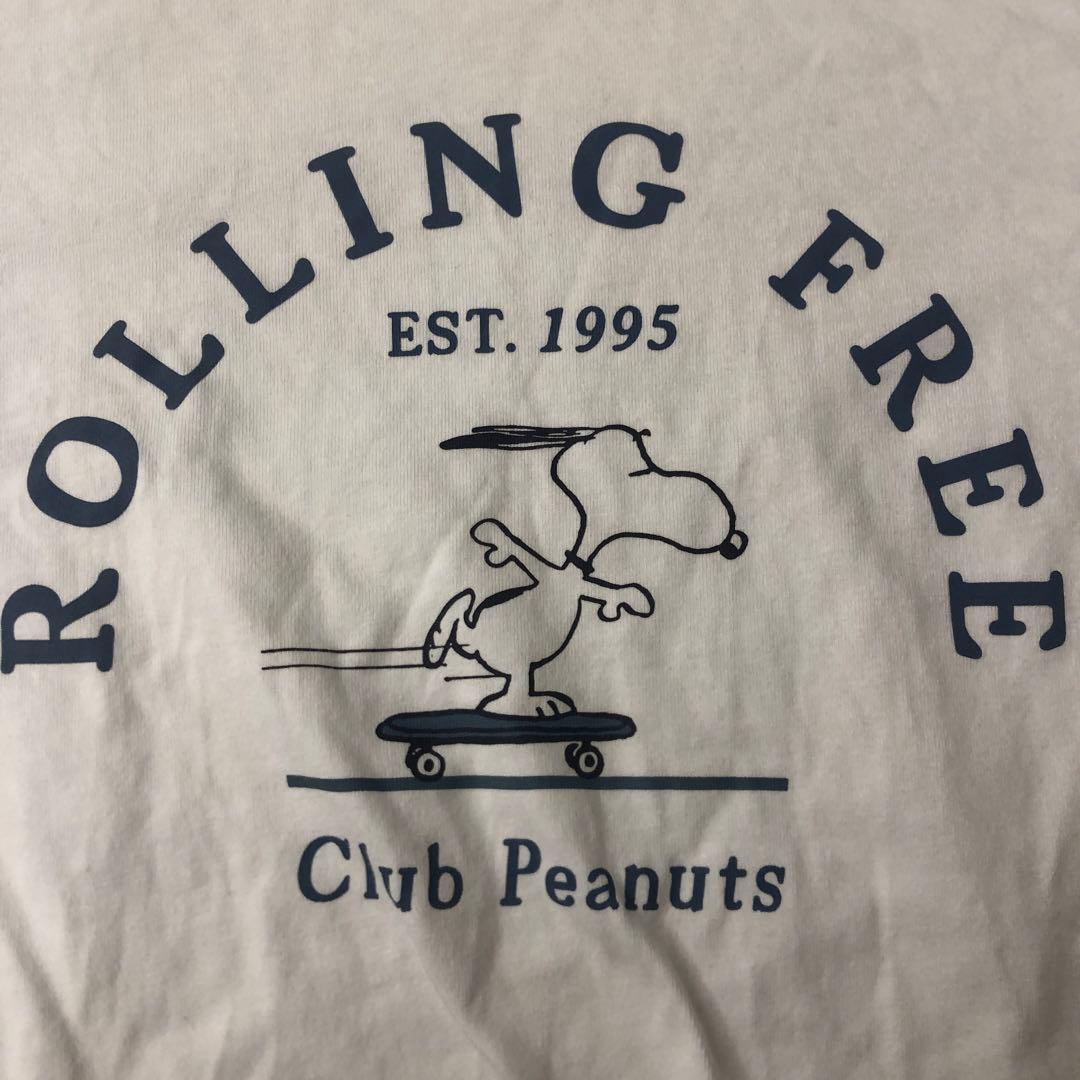 ROLLING FREE
EST. 1995
Club Peanuts